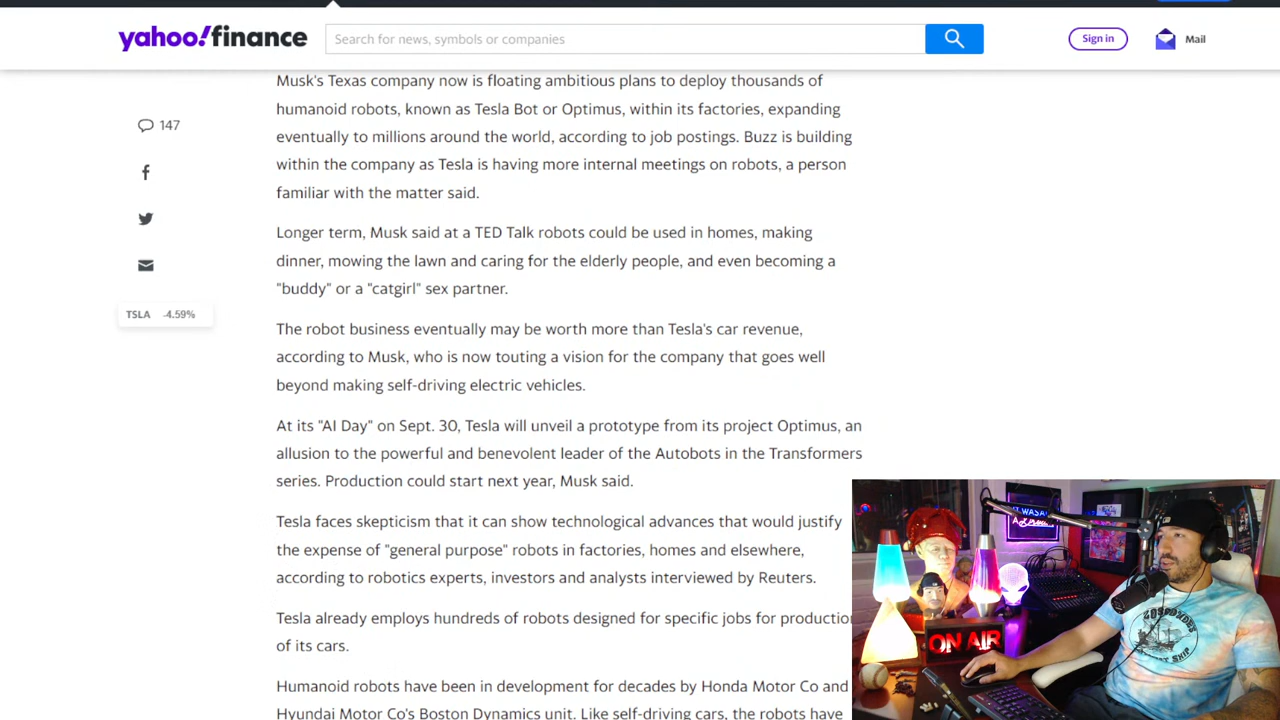 yahoo!finance
Search for news, symbols or companies
Sign in
Mail
147
TSLA -4.59%
Musk's Texas company now is floating ambitious plans to deploy thousands of
humanoid robots, known as Tesla Bot or Optimus, within its factories, expanding
eventually to millions around the world, according to job postings. Buzz is building
within the company as Tesla is having more internal meetings on robots, a person
familiar with the matter said.
Longer term, Musk said at a TED Talk robots could be used in homes, making
dinner, mowing the lawn and caring for the elderly people, and even becoming a
"buddy" or a "catgirl" sex partner.
The robot business eventually may be worth more than Tesla's car revenue,
according to Musk, who is now touting a vision for the company that goes well
beyond making self-driving electric vehicles.
At its "AI Day" on Sept. 30, Tesla will unveil a prototype from its project Optimus, an
allusion to the powerful and benevolent leader of the Autobots in the Transformers
series. Production could start next year, Musk said.
Tesla faces skepticism that it can show technological advances that would justify
the expense of "general purpose" robots in factories, homes and elsewhere,
according to robotics experts, investors and analysts interviewed by Reuters.
Tesla already employs hundreds of robots designed for specific jobs for production
of its cars.
Humanoid robots have been in development for decades by Honda Motor Co and
Hyundai Motor Co's Boston Dynamics unit. Like self-driving cars, the robots have
ON AIR